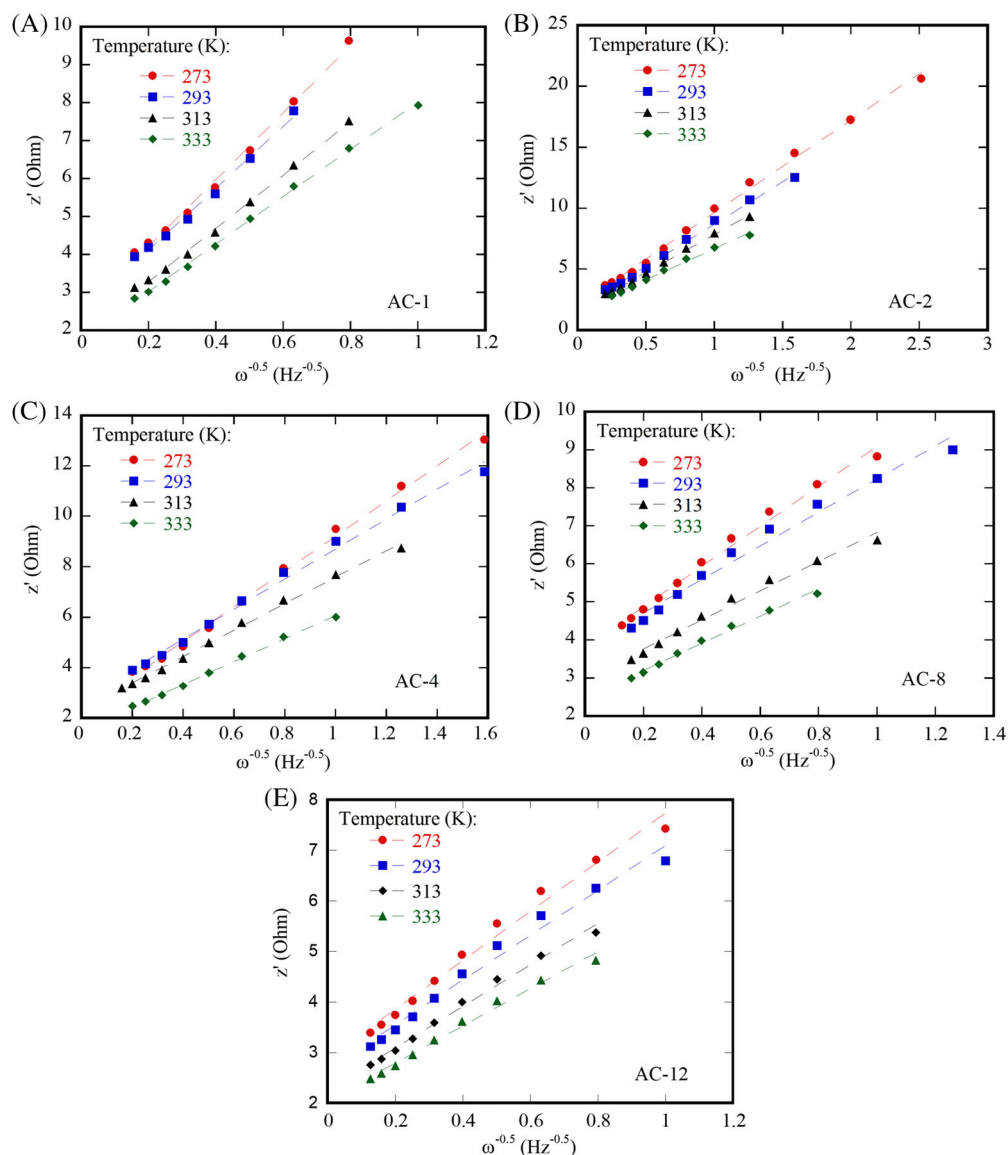 (A)
10
9
8
7
6
5
4
3
2
z' (Ohm)
Temperature (K):
273
293
313
333
AC-1
0 0.2 0.4 0.6 0.8 1 1.2
ω-0.5 (Hz-0.5)
(B)
25
20
15
10
5
0
z' (Ohm)
Temperature (K):
273
293
313
333
AC-2
0 0.5 1 1.5 2 2.5 3
ω-0.5 (Hz-0.5)
(C)
14
12
10
8
6
4
2
z' (Ohm)
Temperature (K):
273
293
313
333
AC-4
0 0.2 0.4 0.6 0.8 1 1.2 1.4 1.6
ω-0.5 (Hz-0.5)
(D)
10
9
8
7
6
5
4
3
2
z' (Ohm)
Temperature (K):
273
293
313
333
AC-8
0 0.2 0.4 0.6 0.8 1 1.2 1.4
ω-0.5 (Hz-0.5)
(E)
8
7
6
5
4
3
2
z' (Ohm)
Temperature (K):
273
293
313
333
AC-12
0 0.2 0.4 0.6 0.8 1 1.2
ω-0.5 (Hz-0.5)